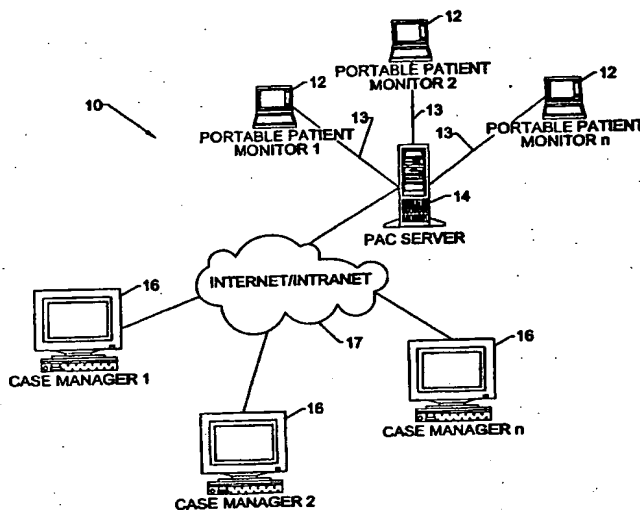 12
12
12
PORTABLE PATIENT
MONITOR 2
10
13
13
13
PORTABLE PATIENT
MONITOR 1
PORTABLE PATIENT
MONITOR n
14
PAC SERVER
INTERNET/INTRANET
16
17
16
CASE MANAGER 1
16
CASE MANAGER n
CASE MANAGER 2